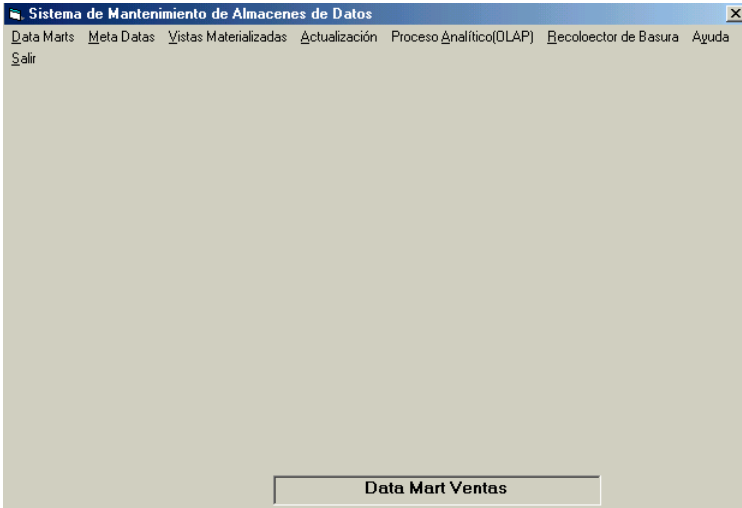 Sistema de Mantenimiento de Almacenes de Datos
Data Marts Meta Datas Vistas Materializadas Actualización Proceso Analítico(OLAP) Recoloector de Basura Ayuda
Salir
Data Mart Ventas